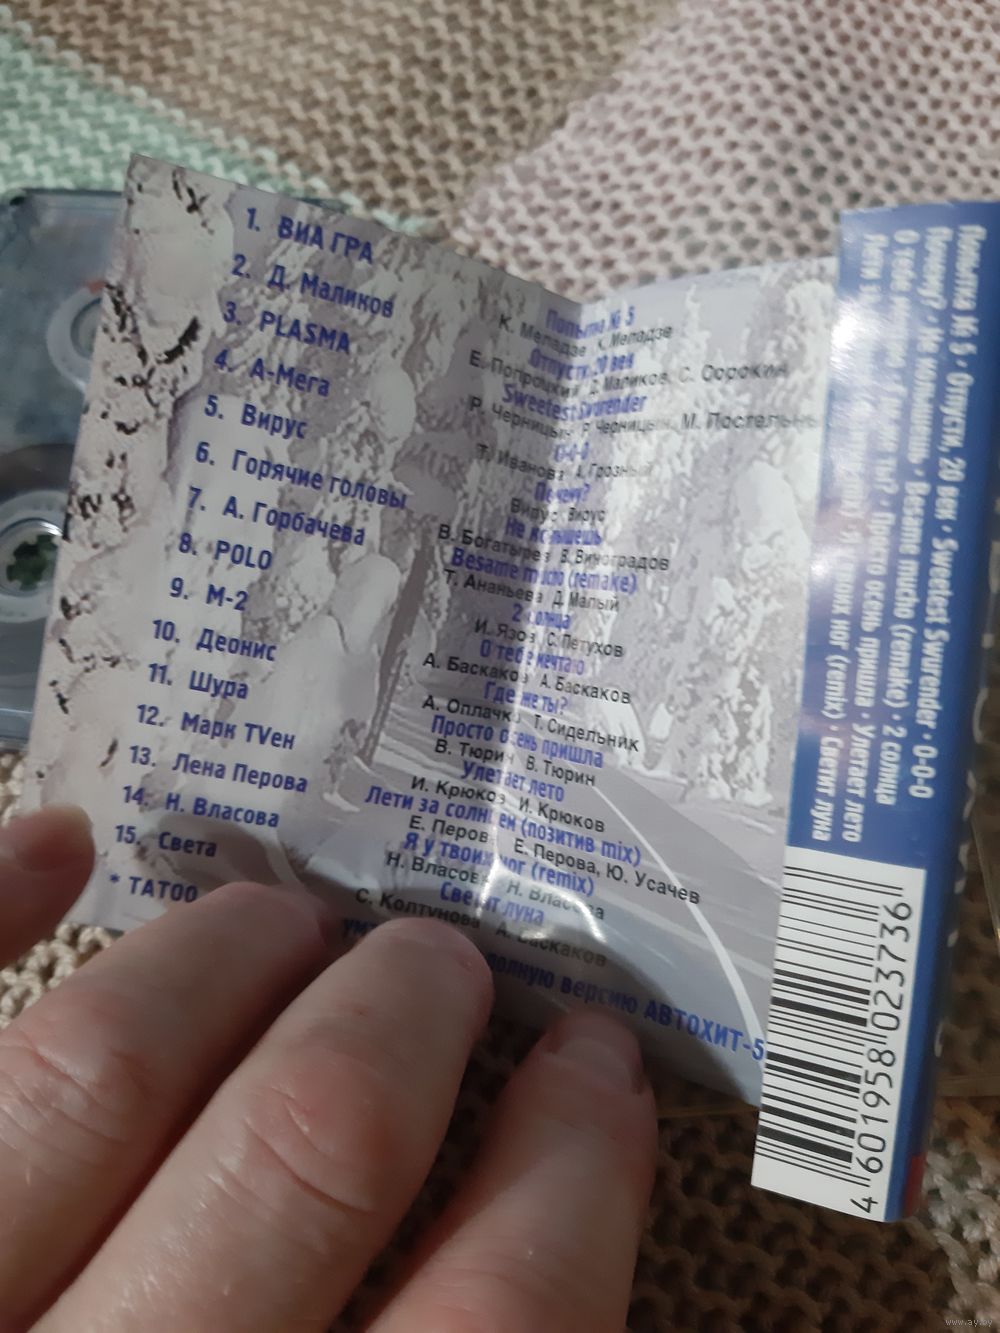 1. ВИА ГРА
2. Д. Маликов
3. PLASMA
4. А-Мега
5. Вирус
6. Горячие головы
7. А. Горбачева
8. POLO
9. М-2
10. Деонис
11. Шура
12. Марк TVен
13. Лена Перова
14. Н. Власова
15. Света
* ТАТОО
Попытка № 5
К. Меладзе К. Меладзе
Отпусти, 20 век
Е. Попроцкий Д. Маликов, С. Сорокин
Sweetest Swurender
Р. Черницын Р. Черницын, М.
О-О-О
Т. Иванова А. Грозный
Почему?
Вирус Вирус
Не колышешь
В. Богатырев В. Виноградов
Besame mucho (remake)
Т. Ананьева Д. Малый
2 солнца
И. Язов С. Петухов
О тебе мечтаю
А. Баскаков А. Баскаков
Где же ты?
А. Оплачко Т. Сидельник
Просто осень пришла
В. Тюрин В. Тюрин
Улетает лето
И. Крюков И. Крюков
Лети за солнцем (позитив mix)
Е. Перова Е. Перова, Ю. Усачев
Я у твоих ног (remix)
Н. Власова Н. Власова
Светит луна
С. Колтунова А. Баскаков
полную версию АВТОХИТ-5
Попытка № 5 · Отпусти, 20 век · Sweetest Swurender · О-О-О
Почему? · Не колышешь · Besame mucho (remake) · 2 солнца
О тебе мечтаю · Где же ты? · Просто осень пришла · Улетает лето
Лети за Я у твоих ног (remix) · Светит луна
4 601958 023736
www.ay.by